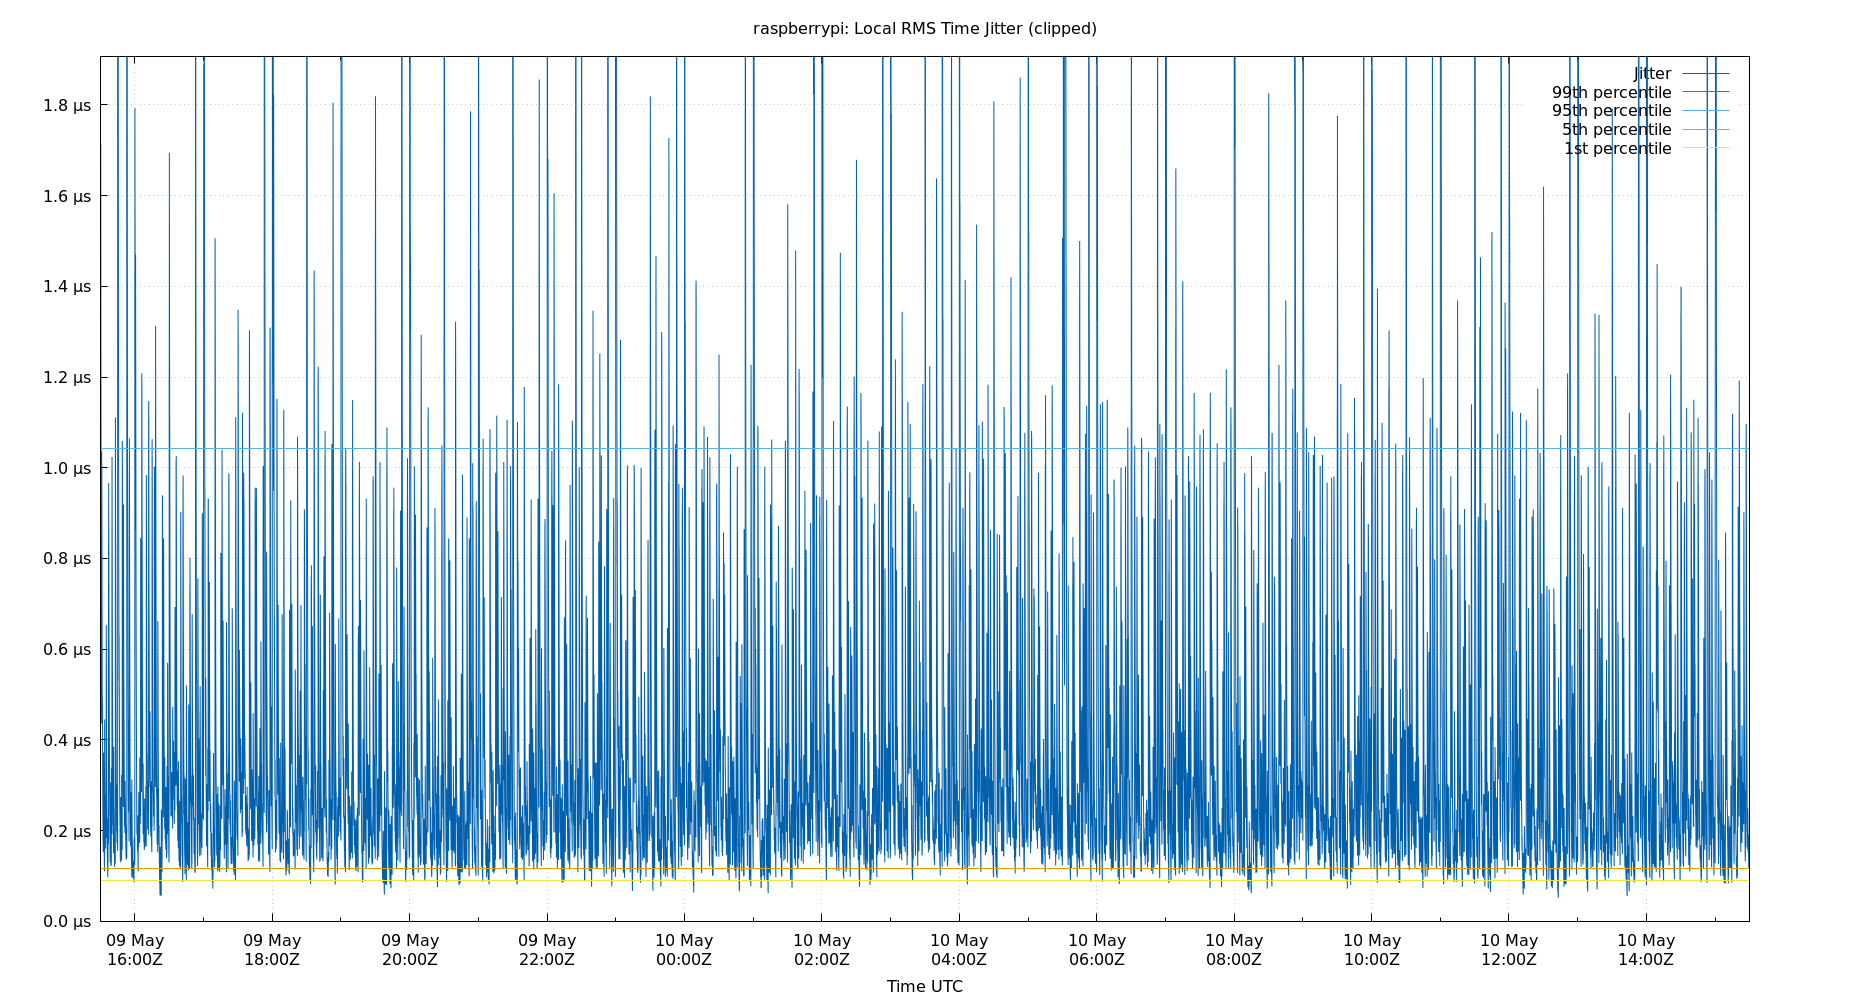 raspberrypi: Local RMS Time Jitter (clipped)
Jitter
99th percentile
95th percentile
5th percentile
1st percentile
1.8 μs
1.6 μs
1.4 μs
1.2 μs
1.0 μs
0.8 μs
0.6 μs
0.4 μs
0.2 μs
0.0 μs
09 May 09 May 09 May 09 May 10 May 10 May 10 May 10 May 10 May 10 May 10 May 10 May
16:00Z 18:00Z 20:00Z 22:00Z 00:00Z 02:00Z 04:00Z 06:00Z 08:00Z 10:00Z 12:00Z 14:00Z
Time UTC